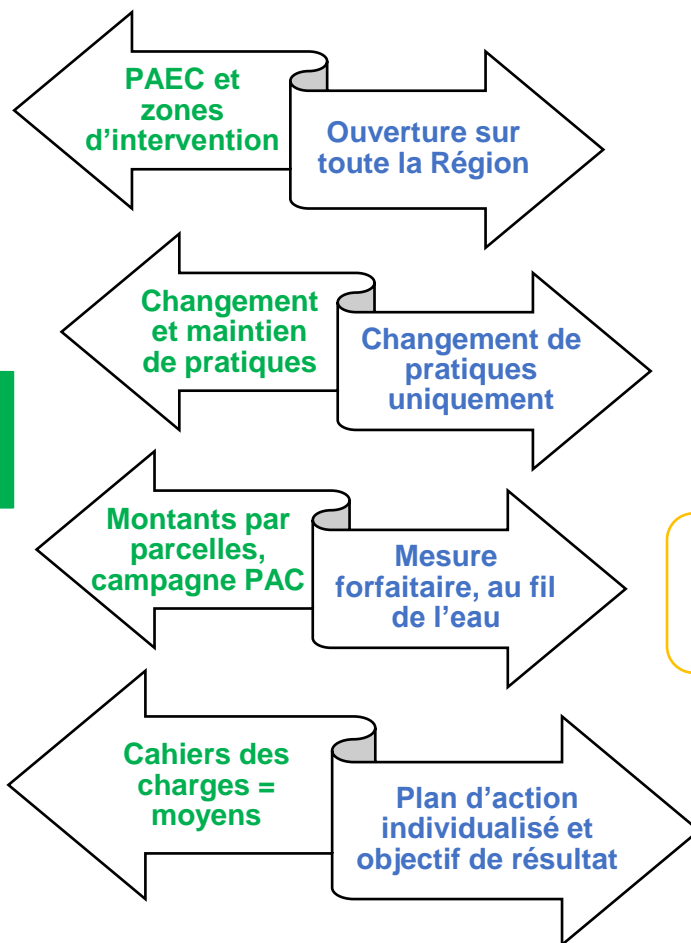 PAEC et
zones
d’intervention
Ouverture sur
toute la Région
Changement
et maintien
de pratiques
Changement de
pratiques
uniquement
Montants par
parcelles,
campagne PAC
Mesure
forfaitaire, au fil
de l’eau
Cahiers des
charges =
moyens
Plan d’action
individualisé et
objectif de résultat